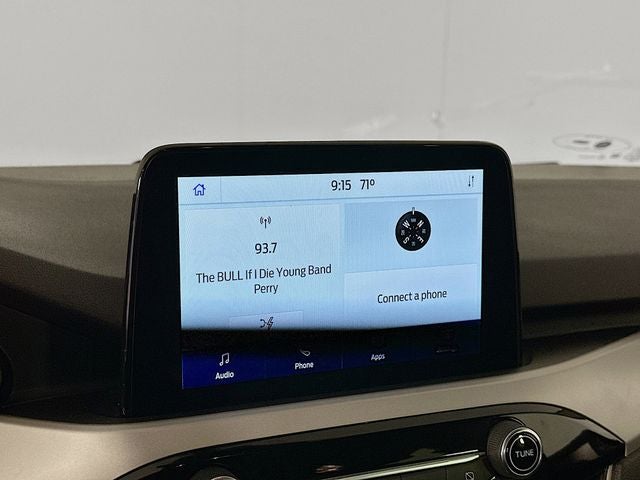 9:15 71°
93.7
The BULL If I Die Young Band
Perry
Connect a phone
Audio
Phone
Apps
TUNE